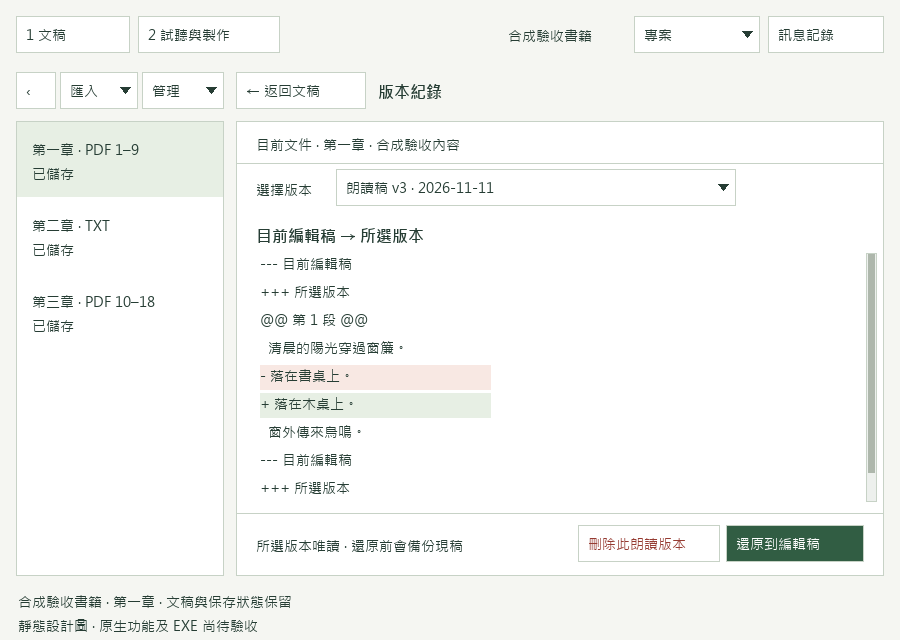 1 文稿
2 試聽與製作
合成驗收書籍
專案
訊息記錄
‹
匯入
管理
← 返回文稿
版本紀錄
第一章 · PDF 1–9
已儲存
第二章 · TXT
已儲存
第三章 · PDF 10–18
已儲存
目前文件 · 第一章 · 合成驗收內容
選擇版本
朗讀稿 v3 · 2026-11-11
目前編輯稿 → 所選版本
--- 目前編輯稿
+++ 所選版本
@@ 第 1 段 @@
清晨的陽光穿過窗簾。
- 落在書桌上。
+ 落在木桌上。
窗外傳來鳥鳴。
--- 目前編輯稿
+++ 所選版本
所選版本唯讀 · 還原前會備份現稿
刪除此朗讀版本
還原到編輯稿
合成驗收書籍 · 第一章 · 文稿與保存狀態保留
靜態設計圖 · 原生功能及 EXE 尚待驗收